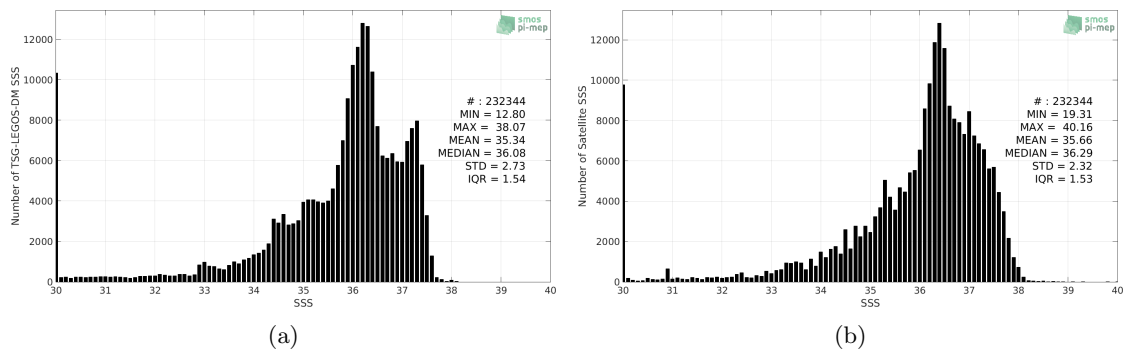 smos
pi-mep
12000
10000
8000
6000
4000
2000
0
Number of TSG-LEGOS-DM SSS
# : 232344
MIN = 12.80
MAX = 38.07
MEAN = 35.34
MEDIAN = 36.08
STD = 2.73
IQR = 1.54
30 31 32 33 34 35 36 37 38 39 40
SSS
(a)
smos
pi-mep
12000
10000
8000
6000
4000
2000
0
Number of Satellite SSS
# : 232344
MIN = 19.31
MAX = 40.16
MEAN = 35.66
MEDIAN = 36.29
STD = 2.32
IQR = 1.53
30 31 32 33 34 35 36 37 38 39 40
SSS
(b)